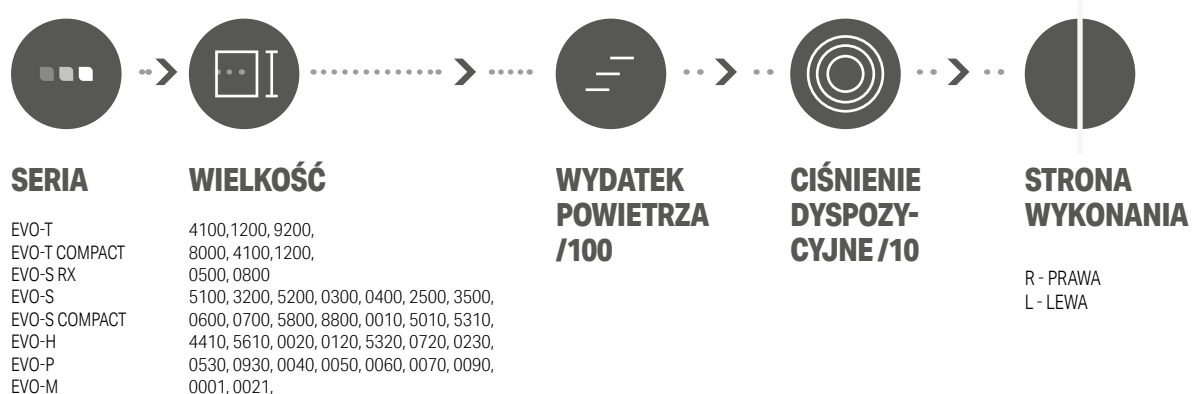 SERIA
EVO-T
EVO-T COMPACT
EVO-S RX
EVO-S
EVO-S COMPACT
EVO-H
EVO-P
EVO-M
WIELKOŚĆ
4100,1200, 9200,
8000, 4100,1200,
0500, 0800
5100, 3200, 5200, 0300, 0400, 2500, 3500,
0600, 0700, 5800, 8800, 0010, 5010, 5310,
4410, 5610, 0020, 0120, 5320, 0720, 0230,
0530, 0930, 0040, 0050, 0060, 0070, 0090,
0001, 0021,
WYDATEK
POWIETRZA
/100
CIŚNIENIE
DYSPOZY-
CYJNE /10
STRONA
WYKONANIA
R - PRAWA
L - LEWA